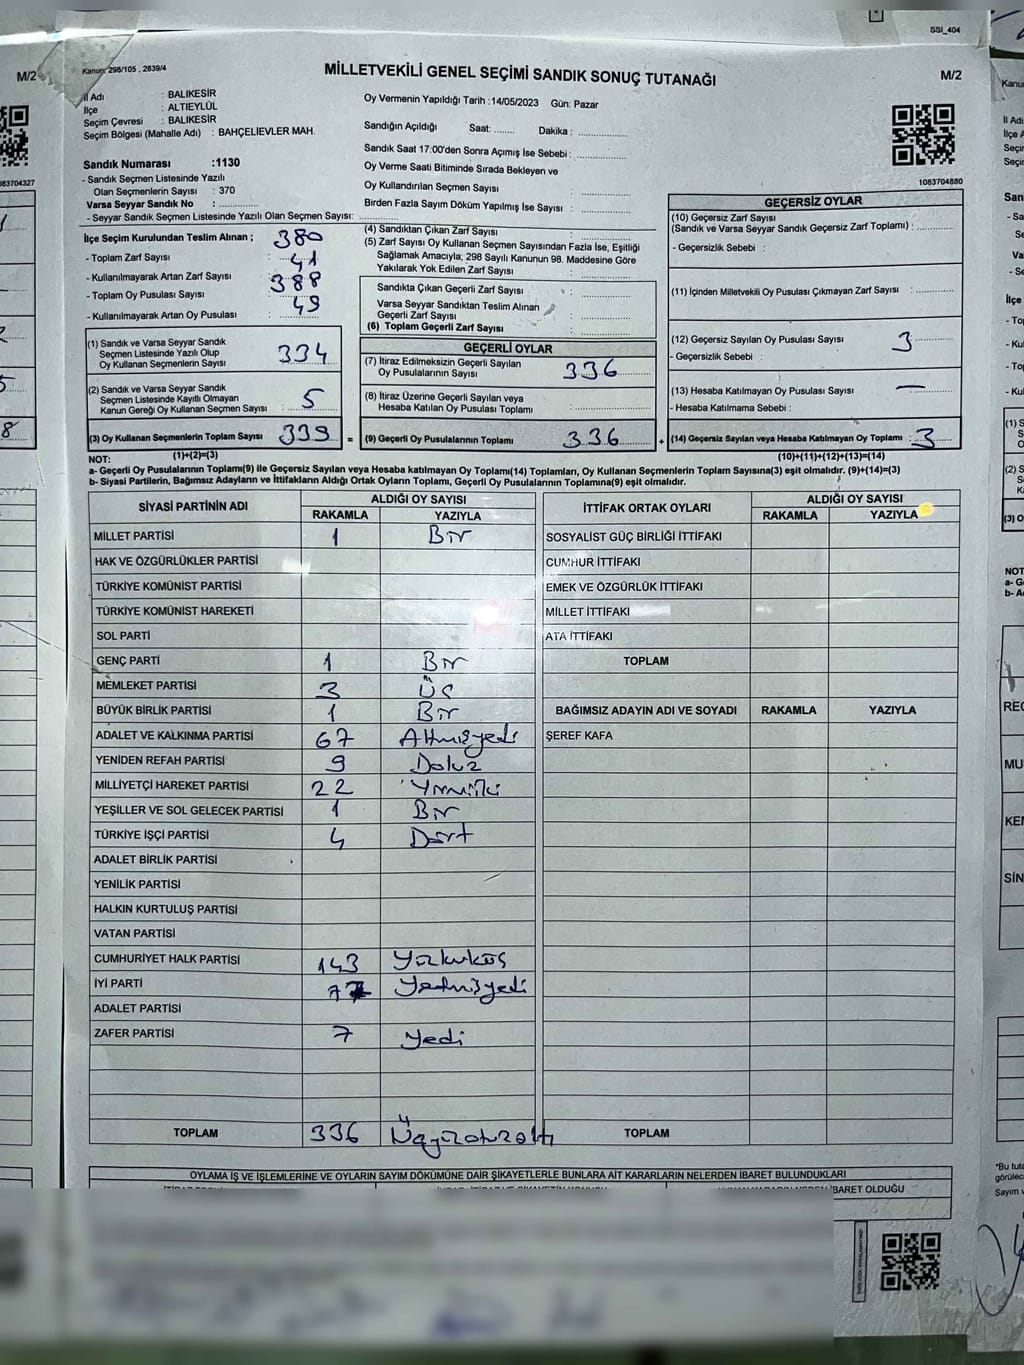 SSI_404
Kanun: 298/105 , 2839/4
MİLLETVEKİLİ GENEL SEÇİMİ SANDIK SONUÇ TUTANAĞI
M/2
M/2
İl Adı : BALIKESİR
İlçe : ALTIEYLÜL
Seçim Çevresi : BALIKESİR
Seçim Bölgesi (Mahalle Adı) : BAHÇELİEVLER MAH.
Sandık Numarası :1130
- Sandık Seçmen Listesinde Yazılı
Olan Seçmenlerin Sayısı : 370
Varsa Seyyar Sandık No : ..............
- Seyyar Sandık Seçmen Listesinde Yazılı Olan Seçmen Sayısı: ..............
Oy Vermenin Yapıldığı Tarih :14/05/2023 Gün: Pazar
Sandığın Açıldığı Saat: ........ Dakika : ..............
Sandık Saat 17:00'den Sonra Açımış İse Sebebi : ..............
Oy Verme Saati Bitiminde Sırada Bekleyen ve
Oy Kullandırılan Seçmen Sayısı : ..............
Birden Fazla Sayım Döküm Yapılmış İse Sayısı : ..............
1083704880
İlçe Seçim Kurulundan Teslim Alınan ;
- Toplam Zarf Sayısı : 380
- Kullanılmayarak Artan Zarf Sayısı : 41
- Toplam Oy Pusulası Sayısı : 388
- Kullanılmayarak Artan Oy Pusulası : 49
(1) Sandık ve Varsa Seyyar Sandık
Seçmen Listesinde Yazılı Olup
Oy Kullanan Seçmenlerin Sayısı : 334
(2) Sandık ve Varsa Seyyar Sandık
Seçmen Listesinde Kayıtlı Olmayan
Kanun Gereği Oy Kullanan Seçmen Sayısı : 5
(3) Oy Kullanan Seçmenlerin Toplam Sayısı : 339 =
(1)+(2)=(3)
(4) Sandıktan Çıkan Zarf Sayısı : ..............
(5) Zarf Sayısı Oy Kullanan Seçmen Sayısından Fazla İse, Eşitliği
Sağlamak Amacıyla; 298 Sayılı Kanunun 98. Maddesine Göre
Yakılarak Yok Edilen Zarf Sayısı : ..............
Sandıkta Çıkan Geçerli Zarf Sayısı : ..............
Varsa Seyyar Sandıktan Teslim Alınan
Geçerli Zarf Sayısı : ..............
(6) Toplam Geçerli Zarf Sayısı : ..............
GEÇERLİ OYLAR
(7) İtiraz Edilmeksizin Geçerli Sayılan
Oy Pusulalarının Sayısı : 336
(8) İtiraz Üzerine Geçerli Sayılan veya
Hesaba Katılan Oy Pusulası Toplamı : ..............
(9) Geçerli Oy Pusulalarının Toplamı : 336 +
GEÇERSİZ OYLAR
(10) Geçersiz Zarf Sayısı
(Sandık ve Varsa Seyyar Sandık Geçersiz Zarf Toplamı) : ..............
- Geçersizlik Sebebi :
(11) İçinden Milletvekili Oy Pusulası Çıkmayan Zarf Sayısı : ..............
(12) Geçersiz Sayılan Oy Pusulası Sayısı : 3
- Geçersizlik Sebebi :
(13) Hesaba Katılmayan Oy Pusulası Sayısı : —
- Hesaba Katılmama Sebebi :
(14) Geçersiz Sayılan veya Hesaba Katılmayan Oy Toplamı : 3
(10)+(11)+(12)+(13)=(14)
NOT:
a- Geçerli Oy Pusulalarının Toplamı(9) ile Geçersiz Sayılan veya Hesaba katılmayan Oy Toplamı(14) Toplamları, Oy Kullanan Seçmenlerin Toplam Sayısına(3) eşit olmalıdır. (9)+(14)=(3)
b- Siyasi Partilerin, Bağımsız Adayların ve İttifakların Aldığı Ortak Oyların Toplamı, Geçerli Oy Pusulalarının Toplamına(9) eşit olmalıdır.
SİYASİ PARTİNİN ADI ALDIĞI OY SAYISI
RAKAMLA YAZIYLA
MİLLET PARTİSİ 1 Bir
HAK VE ÖZGÜRLÜKLER PARTİSİ
TÜRKİYE KOMÜNİST PARTİSİ
TÜRKİYE KOMÜNİST HAREKETİ
SOL PARTİ
GENÇ PARTİ 1 Bir
MEMLEKET PARTİSİ 3 Üç
BÜYÜK BİRLİK PARTİSİ 1 Bir
ADALET VE KALKINMA PARTİSİ 67 Altmışyedi
YENİDEN REFAH PARTİSİ 9 Dokuz
MİLLİYETÇİ HAREKET PARTİSİ 22 Yirmiiki
YEŞİLLER VE SOL GELECEK PARTİSİ 1 Bir
TÜRKİYE İŞÇİ PARTİSİ 4 Dört
ADALET BİRLİK PARTİSİ
YENİLİK PARTİSİ
HALKIN KURTULUŞ PARTİSİ
VATAN PARTİSİ
CUMHURİYET HALK PARTİSİ 143 Yüzkırküç
İYİ PARTİ 77 Yetmişyedi
ADALET PARTİSİ
ZAFER PARTİSİ 7 Yedi
TOPLAM 336 Üçyüzotuzaltı
İTTİFAK ORTAK OYLARI ALDIĞI OY SAYISI
RAKAMLA YAZIYLA
SOSYALİST GÜÇ BİRLİĞİ İTTİFAKI
CUMHUR İTTİFAKI
EMEK VE ÖZGÜRLÜK İTTİFAKI
MİLLET İTTİFAKI
ATA İTTİFAKI
TOPLAM
BAĞIMSIZ ADAYIN ADI VE SOYADI RAKAMLA YAZIYLA
ŞEREF KAFA
TOPLAM
OYLAMA İŞ VE İŞLEMLERİNE VE OYLARIN SAYIM DÖKÜMÜNE DAİR ŞİKAYETLERLE BUNLARA AİT KARARLARIN NELERDEN İBARET BULUNDUKLARI
İBARET OLDUĞU